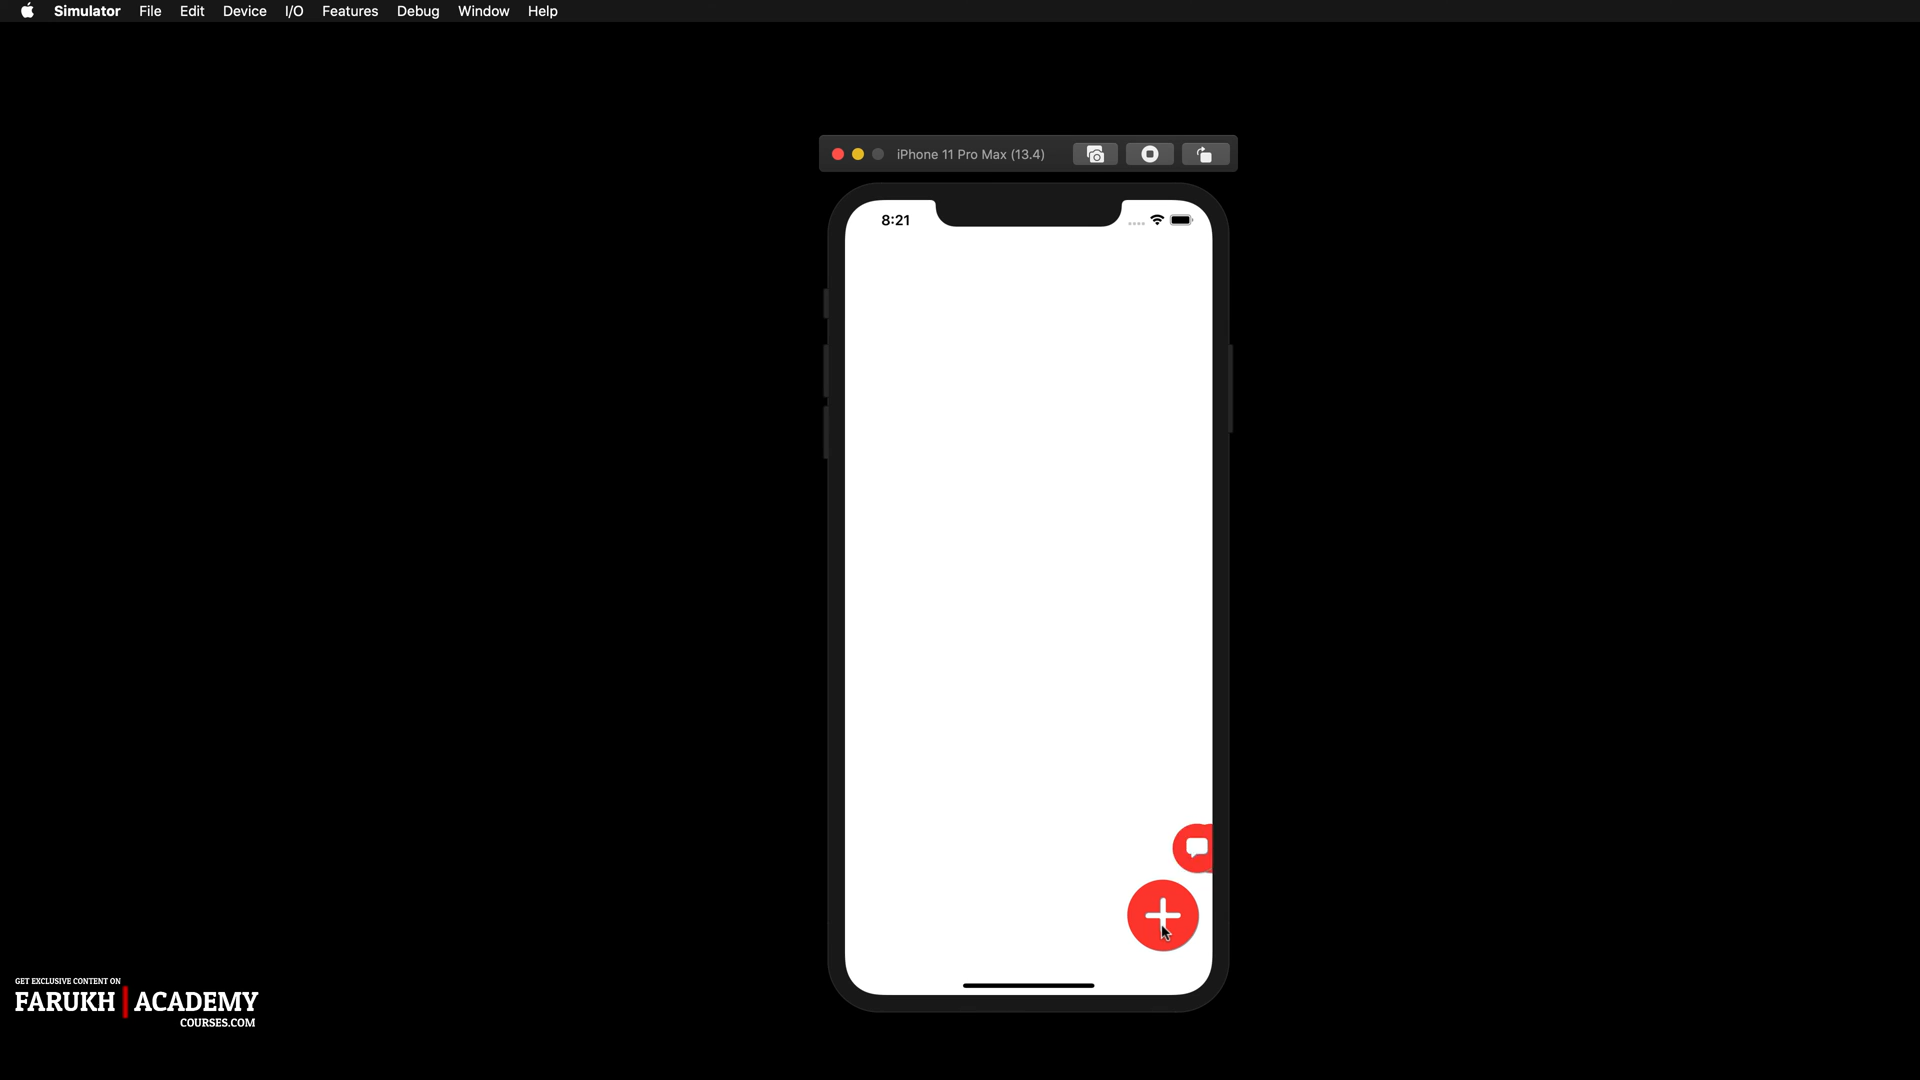 Simulator File Edit Device I/O Features Debug Window Help
iPhone 11 Pro Max (13.4)
8:21
GET EXCLUSIVE CONTENT ON
FARUKH ACADEMY
COURSES.COM